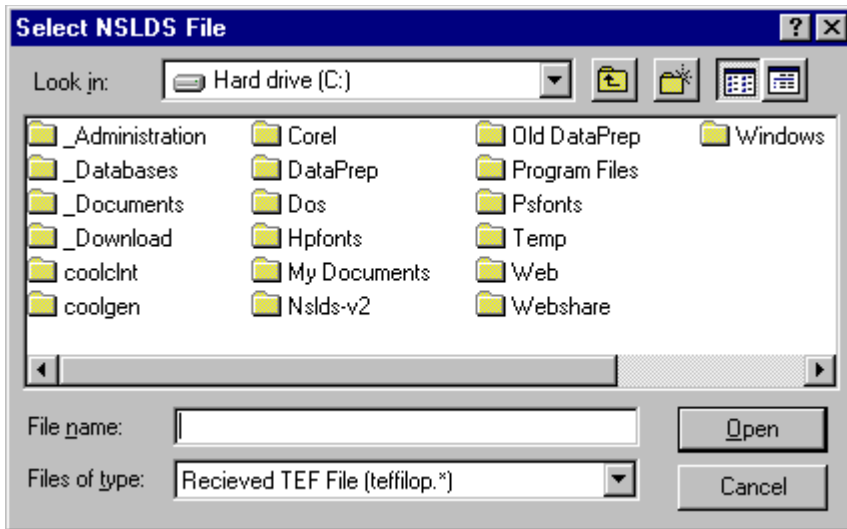 Select NSLDS File
Look in: Hard drive (C:)
_Administration Corel Old DataPrep Windows
_Databases DataPrep Program Files
_Documents Dos Psfonts
_Download Hpfonts Temp
coolclnt My Documents Web
coolgen Nslds-v2 Webshare
File name: Open
Files of type: Recieved TEF File (teffilop.*) Cancel